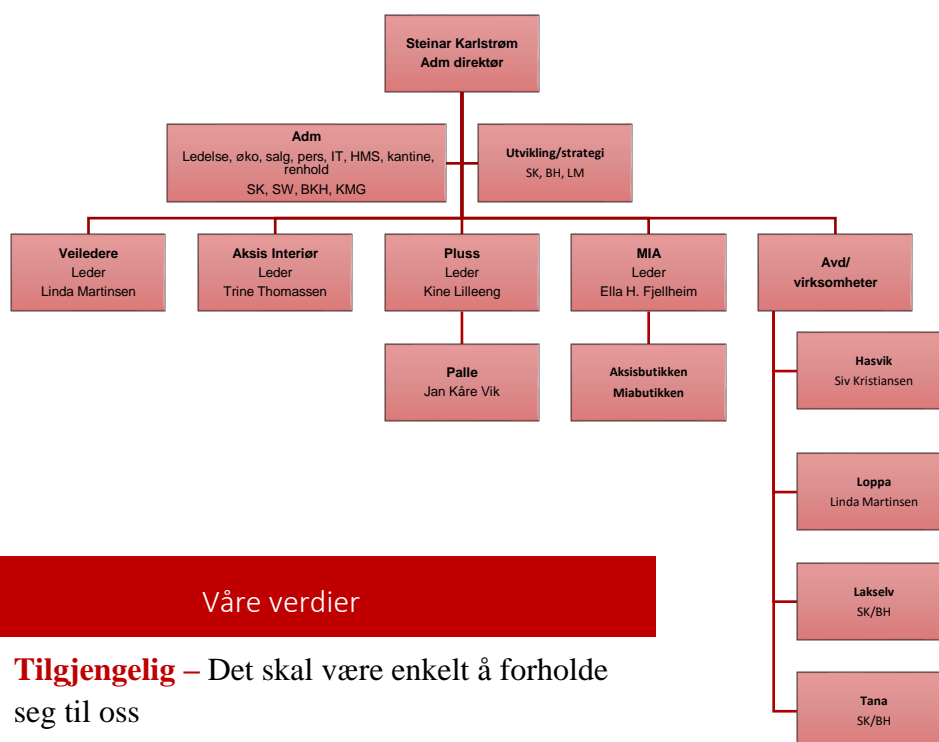 Steinar Karlstrøm
Adm direktør
Adm
Ledelse, øko, salg, pers, IT, HMS, kantine,
renhold
SK, SW, BKH, KMG
Utvikling/strategi
SK, BH, LM
Veiledere
Leder
Linda Martinsen
Aksis Interiør
Leder
Trine Thomassen
Pluss
Leder
Kine Lilleeng
MIA
Leder
Ella H. Fjellheim
Avd/
virksomheter
Palle
Jan Kåre Vik
Aksisbutikken
Miabutikken
Hasvik
Siv Kristiansen
Loppa
Linda Martinsen
Lakselv
SK/BH
Tana
SK/BH
Våre verdier
Tilgjengelig – Det skal være enkelt å forholde
seg til oss